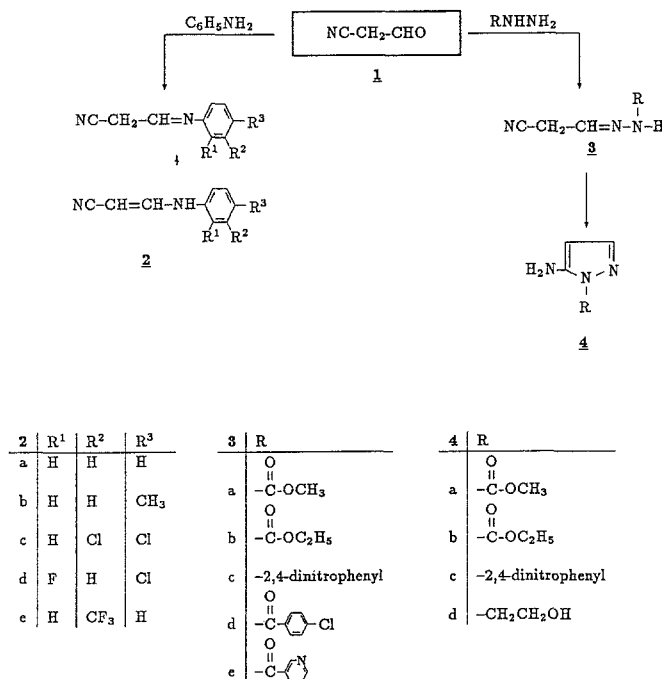 C₆H₅NH₂ NC-CH₂-CHO RNHNH₂
1
R
NC-CH₂-CH=N R³ NC-CH₂-CH=N-N-H
R¹ R² 3
NC-CH=CH-NH R³
R¹ R²
2 H₂N N N
R
4
2 R¹ R² R³ 3 R 4 R
a H H H a O -C-OCH₃ a O -C-OCH₃
b H H CH₃ b O -C-OC₂H₅ b O -C-OC₂H₅
c H Cl Cl c -2,4-dinitrophenyl c -2,4-dinitrophenyl
d F H Cl d O -C- Cl d -CH₂CH₂OH
e H CF₃ H e O -C- N